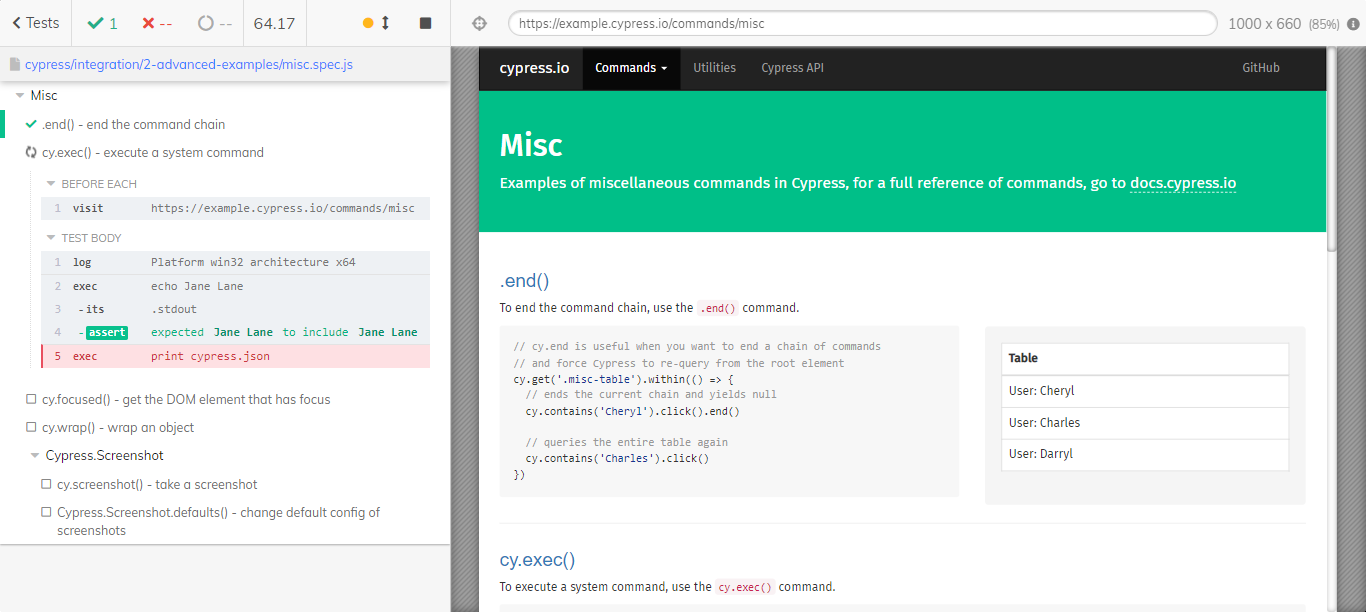 Tests
1
--
--
64.17
https://example.cypress.io/commands/misc
1000 x 660 (85%)
cypress/integration/2-advanced-examples/misc.spec.js
Misc
.end() - end the command chain
cy.exec() - execute a system command
BEFORE EACH
1 visit https://example.cypress.io/commands/misc
TEST BODY
1 log Platform win32 architecture x64
2 exec echo Jane Lane
3 -its .stdout
4 -assert expected Jane Lane to include Jane Lane
5 exec print cypress.json
cy.focused() - get the DOM element that has focus
cy.wrap() - wrap an object
Cypress.Screenshot
cy.screenshot() - take a screenshot
Cypress.Screenshot.defaults() - change default config of
screenshots
cypress.io Commands Utilities Cypress API GitHub
Misc
Examples of miscellaneous commands in Cypress, for a full reference of commands, go to docs.cypress.io
.end()
To end the command chain, use the .end() command.
// cy.end is useful when you want to end a chain of commands
// and force Cypress to re-query from the root element
cy.get('.misc-table').within(() => {
// ends the current chain and yields null
cy.contains('Cheryl').click().end()
// queries the entire table again
cy.contains('Charles').click()
})
Table
User: Cheryl
User: Charles
User: Darryl
cy.exec()
To execute a system command, use the cy.exec() command.